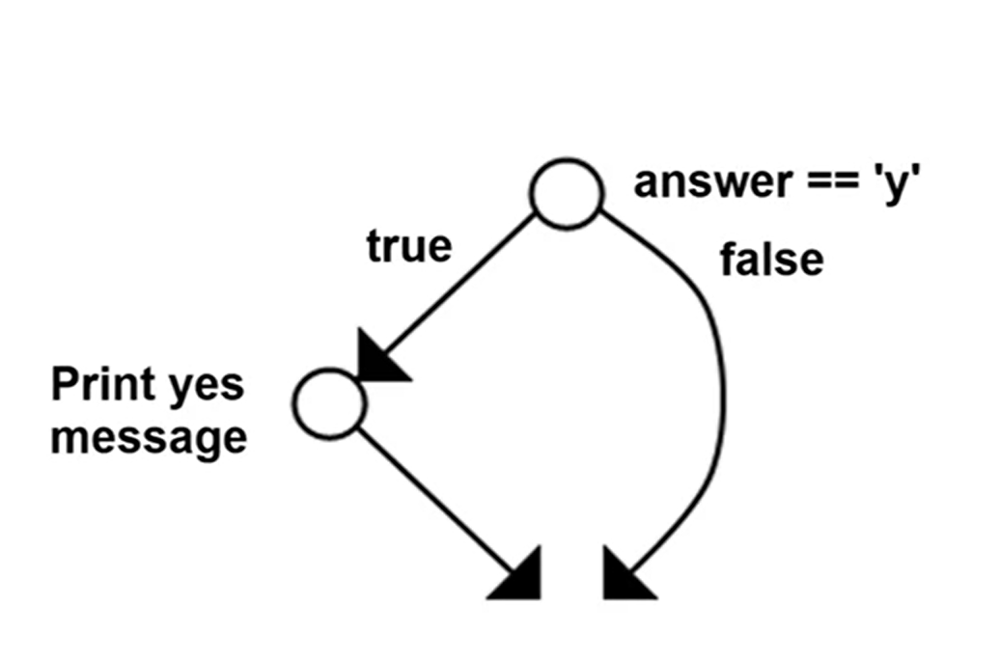 answer == 'y'
true
false
Print yes
message